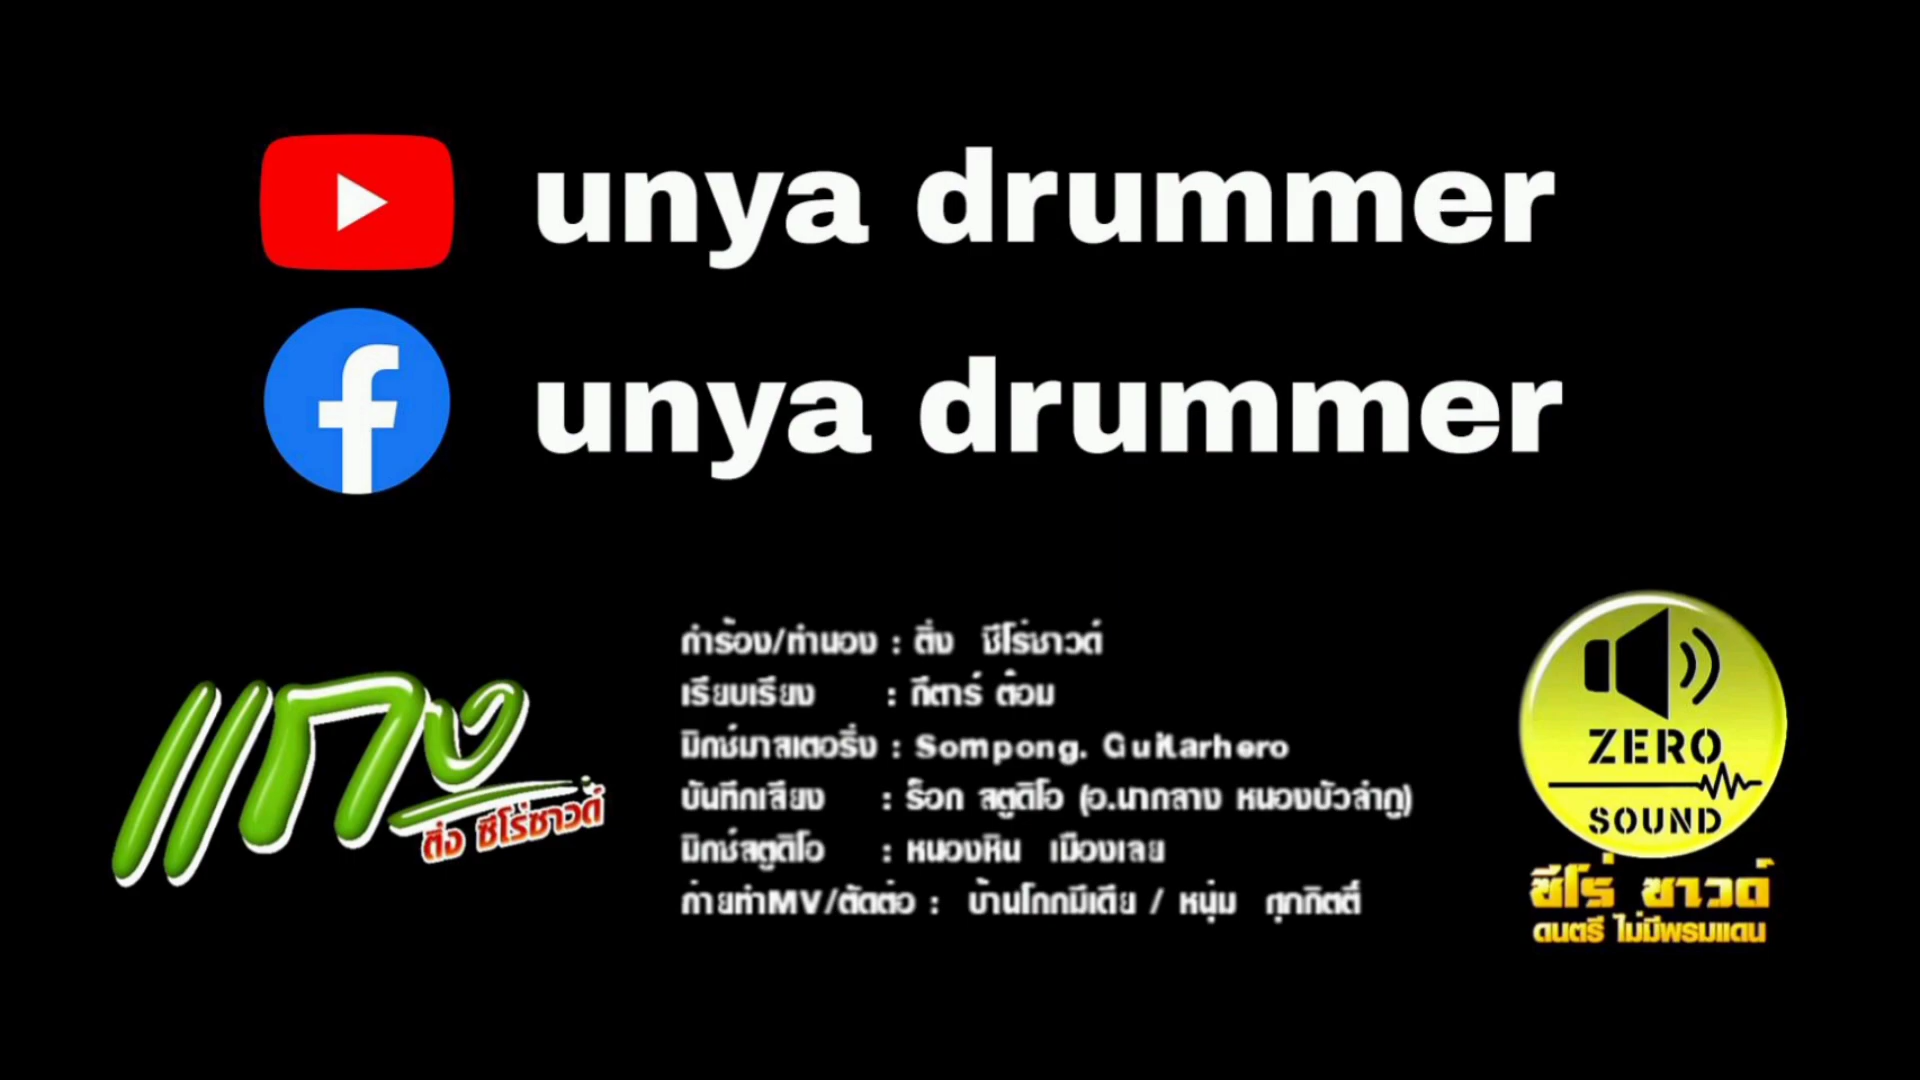 unya drummer
unya drummer
แทง
ติ่ง ซีโร่ซาวด์
คำร้อง/ทำนอง : ติ่ง ซีโร่ซาวด์
เรียบเรียง : กีตาร์ ต้อม
มิกซ์มาสเตอริ่ง : Sompong. Guitarhero
บันทึกเสียง : ร็อก สตูดิโอ (อ.นากลาง หนองบัวลำภู)
มิกซ์สตูดิโอ : หนองหิน เมืองเลย
ถ่ายทำMV/ตัดต่อ : บ้านโกกมีเดีย / หนุ่ม ศุภกิตติ์
ZERO
SOUND
ซีโร่ ซาวด์
ดนตรี ไม่มีพรมแดน